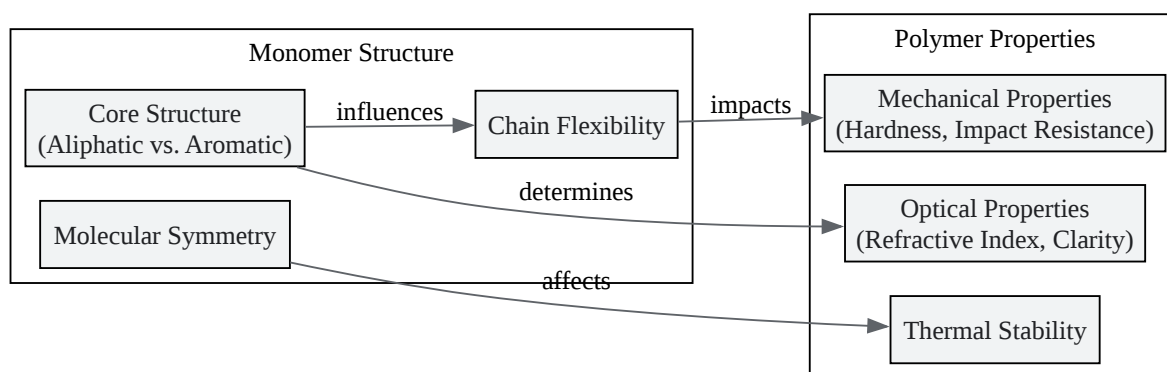 Monomer Structure
Core Structure
(Aliphatic vs. Aromatic)
influences
Chain Flexibility
Molecular Symmetry
impacts
determines
affects
Polymer Properties
Mechanical Properties
(Hardness, Impact Resistance)
Optical Properties
(Refractive Index, Clarity)
Thermal Stability